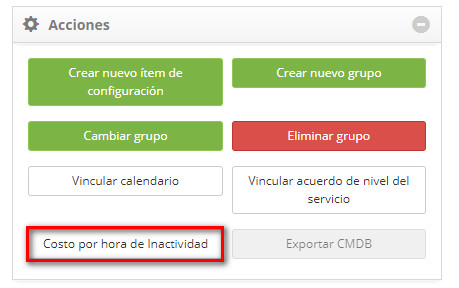 Acciones
Crear nuevo ítem de
configuración
Crear nuevo grupo
Cambiar grupo
Eliminar grupo
Vincular calendario
Vincular acuerdo de nivel del
servicio
Costo por hora de Inactividad
Exportar CMDB